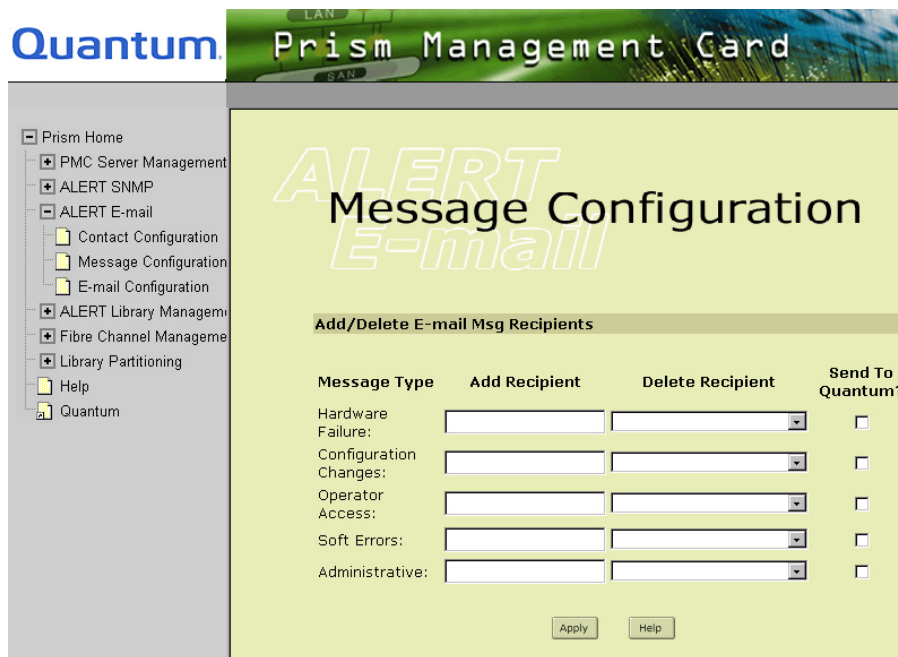 Quantum.
LAN
Prism Management Card
SAN
Prism Home
PMC Server Management
ALERT SNMP
ALERT E-mail
Contact Configuration
Message Configuration
E-mail Configuration
ALERT Library Managem
Fibre Channel Manageme
Library Partitioning
Help
Quantum
ALERT
E-mail
Message Configuration
Add/Delete E-mail Msg Recipients
Message Type Add Recipient Delete Recipient Send To Quantum?
Hardware
Failure:
Configuration
Changes:
Operator
Access:
Soft Errors:
Administrative:
Apply Help